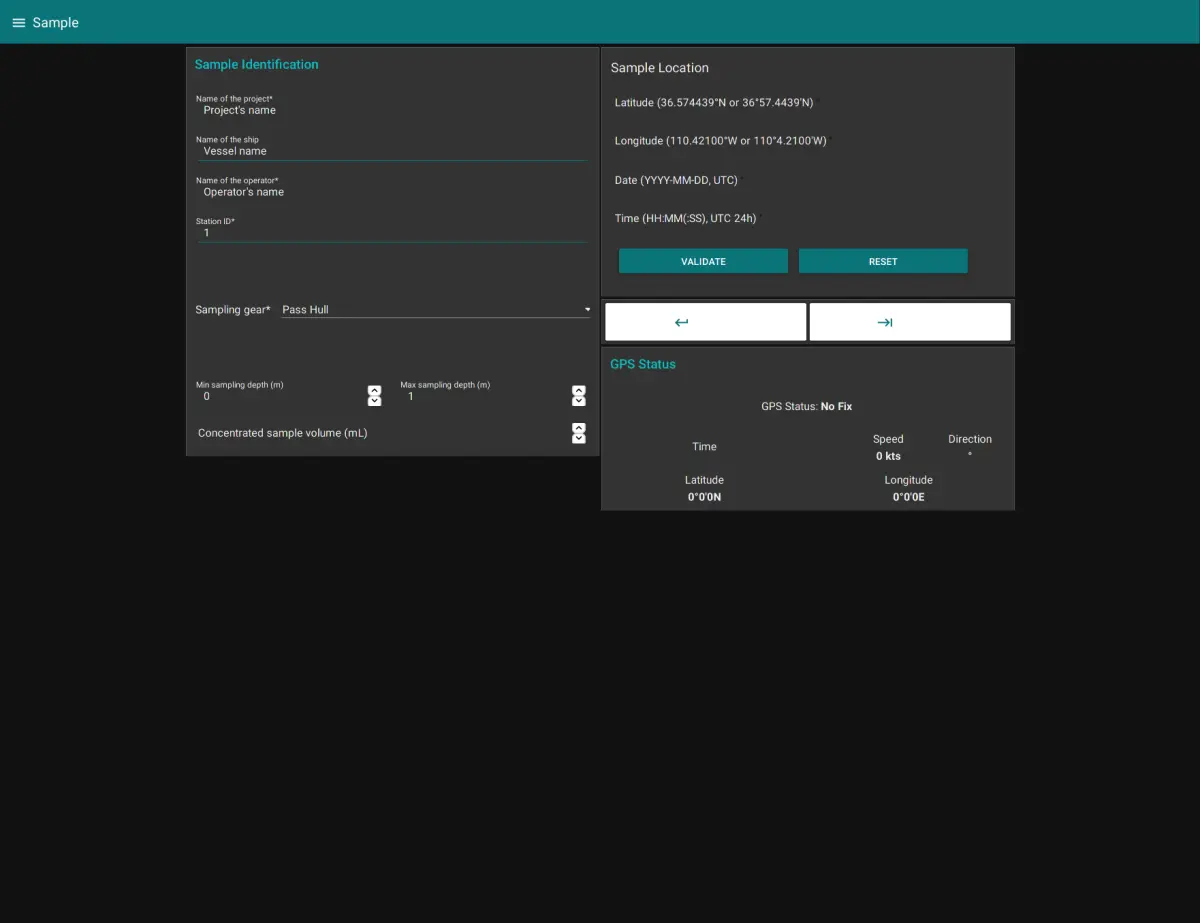 Sample
Sample Identification
Name of the project*
Project's name
Name of the ship
Vessel name
Name of the operator*
Operator's name
Station ID*
1
Sampling gear* Pass Hull
Min sampling depth (m) Max sampling depth (m)
0 1
Concentrated sample volume (mL)
Sample Location
Latitude (36.574439°N or 36°57.4439'N)
Longitude (110.42100°W or 110°4.2100'W)
Date (YYYY-MM-DD, UTC)
Time (HH:MM(:SS), UTC 24h)
VALIDATE RESET
GPS Status
GPS Status: No Fix
Time
Speed Direction
0 kts °
Latitude Longitude
0°0'0N 0°0'0E